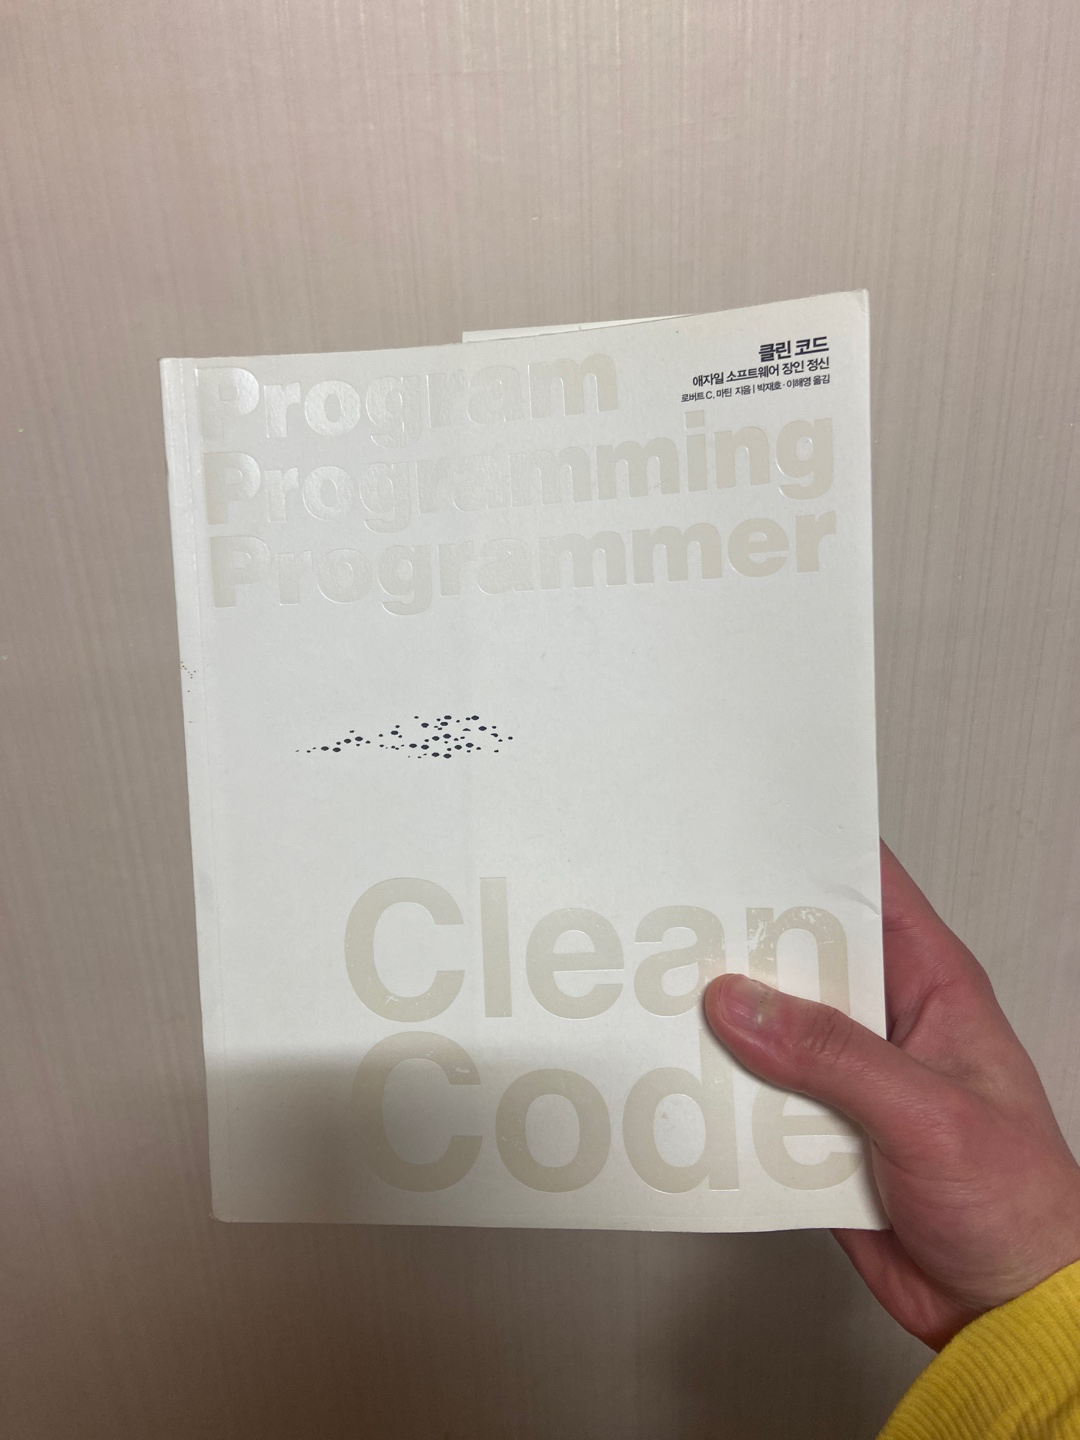 클린 코드
애자일 소프트웨어 장인 정신
로버트 C. 마틴 지음 | 박재호 · 이해영 옮김
Program
Programming
Programmer
Clean
Code